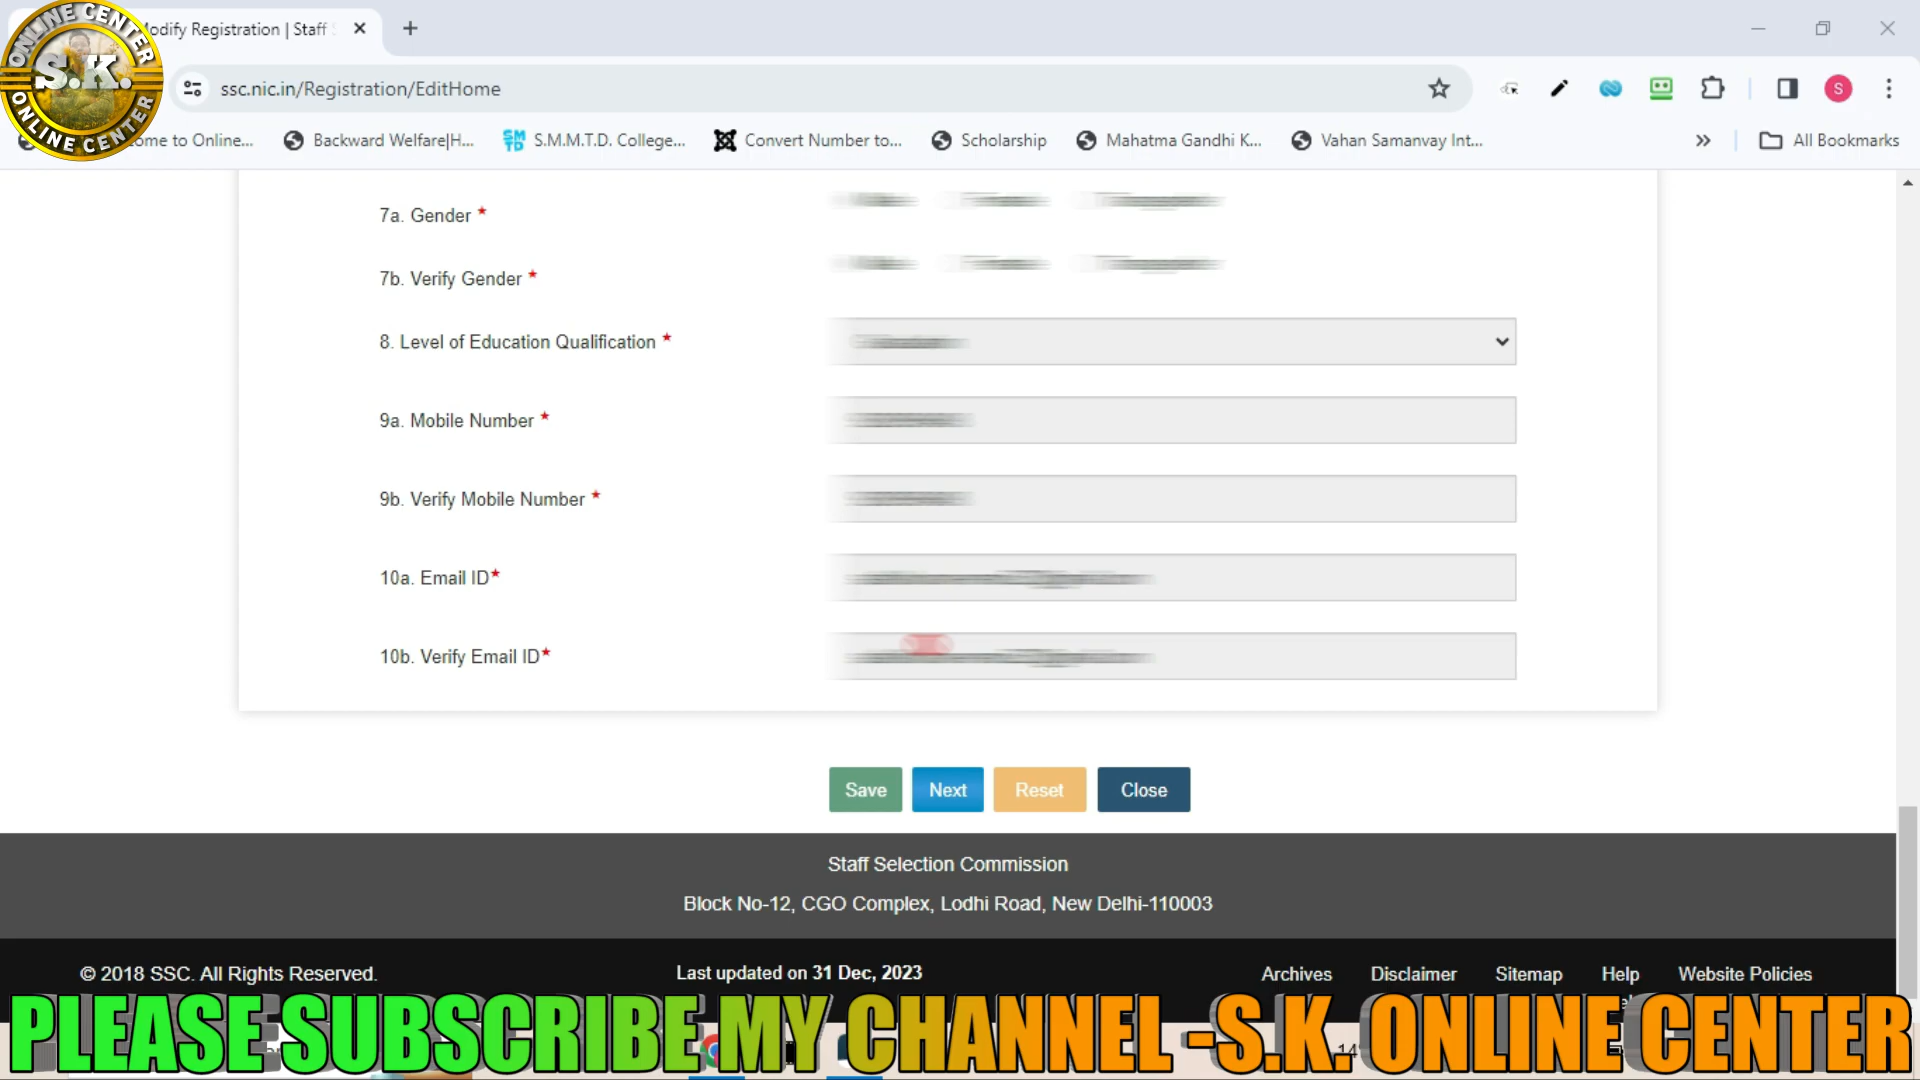 ONLINE CENTER
S.K.
ONLINE CENTER
odify Registration | Staff
ssc.nic.in/Registration/EditHome
S
ome to Online...
Backward Welfare|H...
S.M.M.T.D. College...
Convert Number to...
Scholarship
Mahatma Gandhi K...
Vahan Samanvay Int...
All Bookmarks
7a. Gender *
7b. Verify Gender *
8. Level of Education Qualification *
9a. Mobile Number *
9b. Verify Mobile Number *
10a. Email ID*
10b. Verify Email ID*
Save
Next
Reset
Close
Staff Selection Commission
Block No-12, CGO Complex, Lodhi Road, New Delhi-110003
© 2018 SSC. All Rights Reserved.
Last updated on 31 Dec, 2023
Archives
Disclaimer
Sitemap
Help
Website Policies
PLEASE SUBSCRIBE MY CHANNEL -S.K. ONLINE CENTER